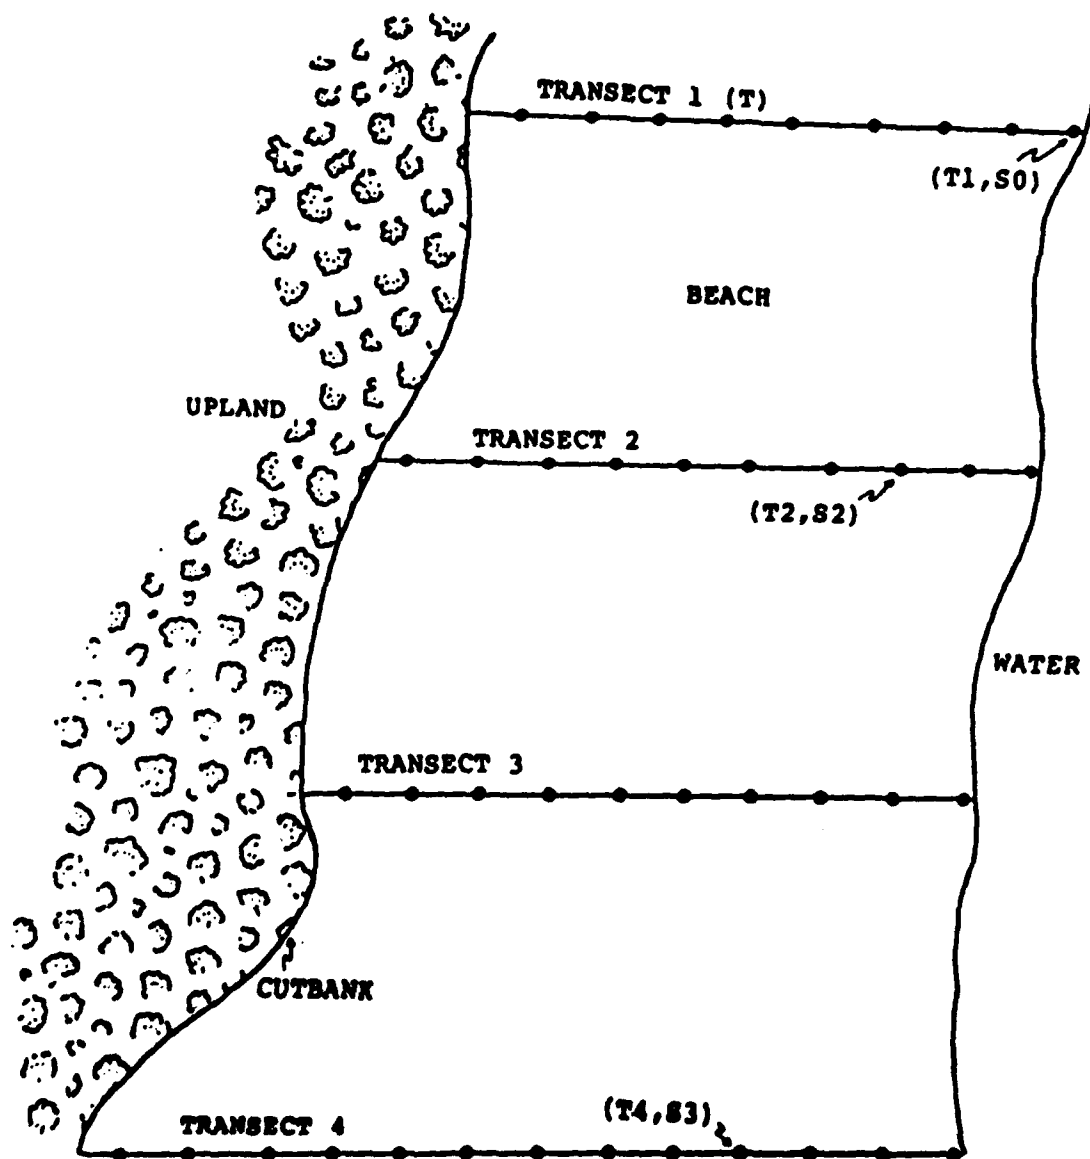 TRANSECT 1 (T)
(T1,S0)
BEACH
UPLAND
TRANSECT 2
(T2,S2)
WATER
TRANSECT 3
CUTBANK
(T4,S3)
TRANSECT 4